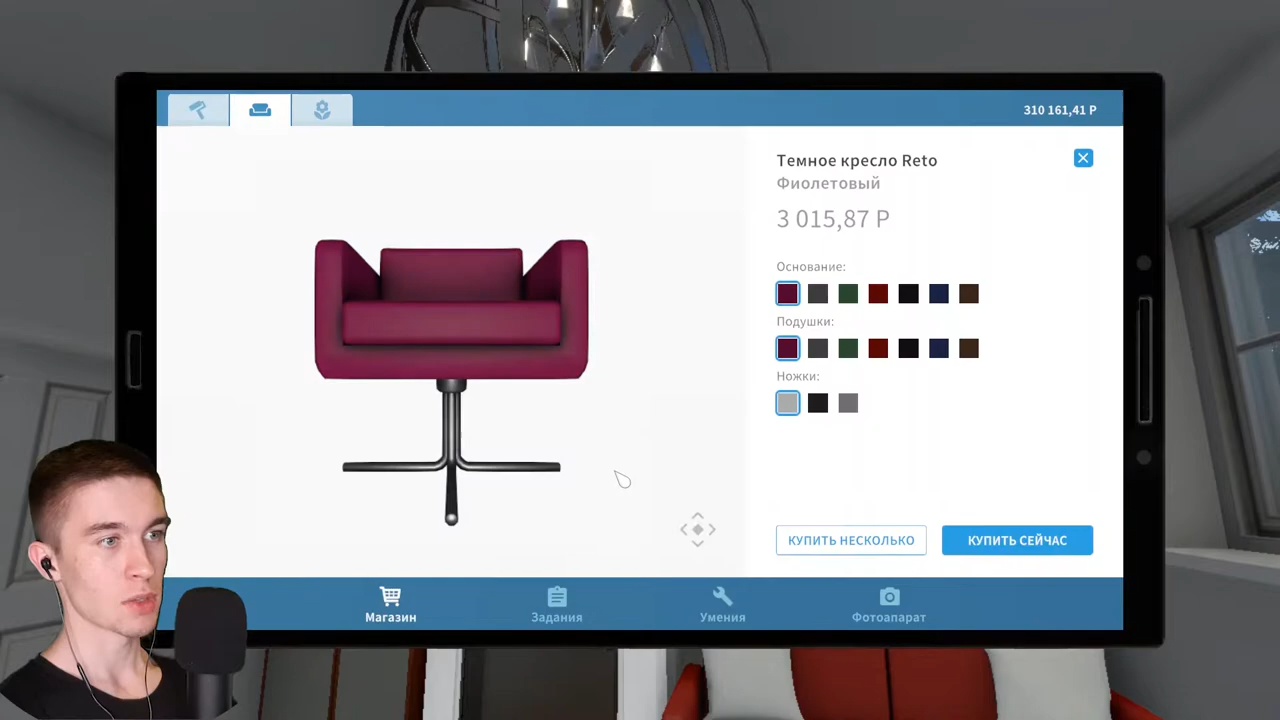 310 161,41 Р
Темное кресло Reto
Фиолетовый
3 015,87 Р
Основание:
Подушки:
Ножки:
КУПИТЬ НЕСКОЛЬКО
КУПИТЬ СЕЙЧАС
Магазин
Задания
Умения
Фотоаппарат